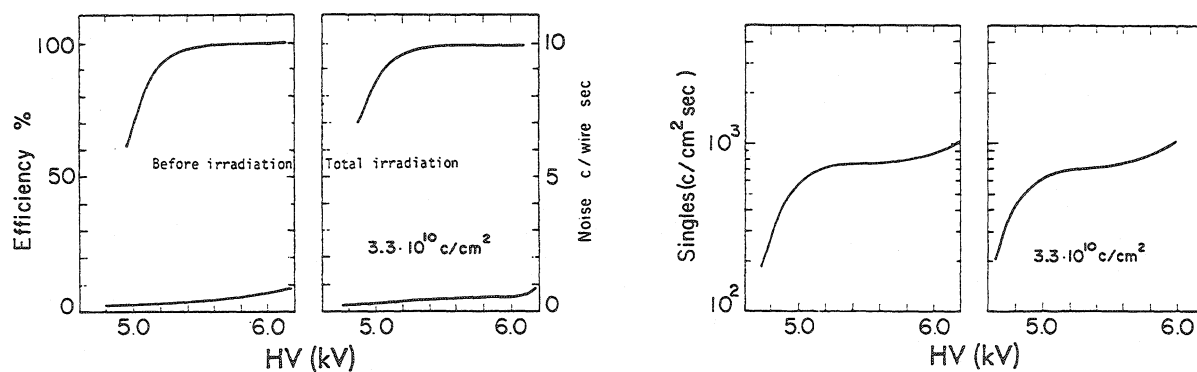 100
50
0
Efficiency %
Before irradiation
5.0
6.0
Total irradiation
3.3·10¹⁰ c/cm²
5.0
6.0
HV (kV)
10
5
0
Noise c/wire sec
Singles (c/cm² sec)
10³
10²
5.0
6.0
3.3·10¹⁰ c/cm²
5.0
6.0
HV (kV)